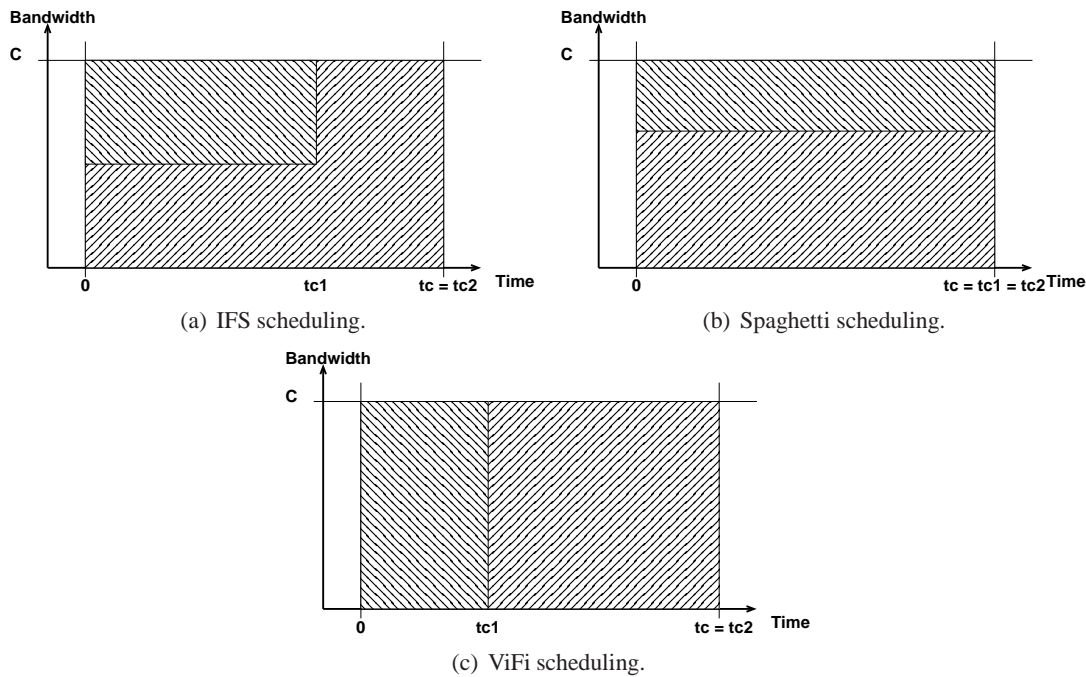 Bandwidth
C
0
tc1
tc = tc2
Time
(a) IFS scheduling.
Bandwidth
C
0
tc = tc1 = tc2
Time
(b) Spaghetti scheduling.
Bandwidth
C
0
tc1
tc = tc2
Time
(c) ViFi scheduling.